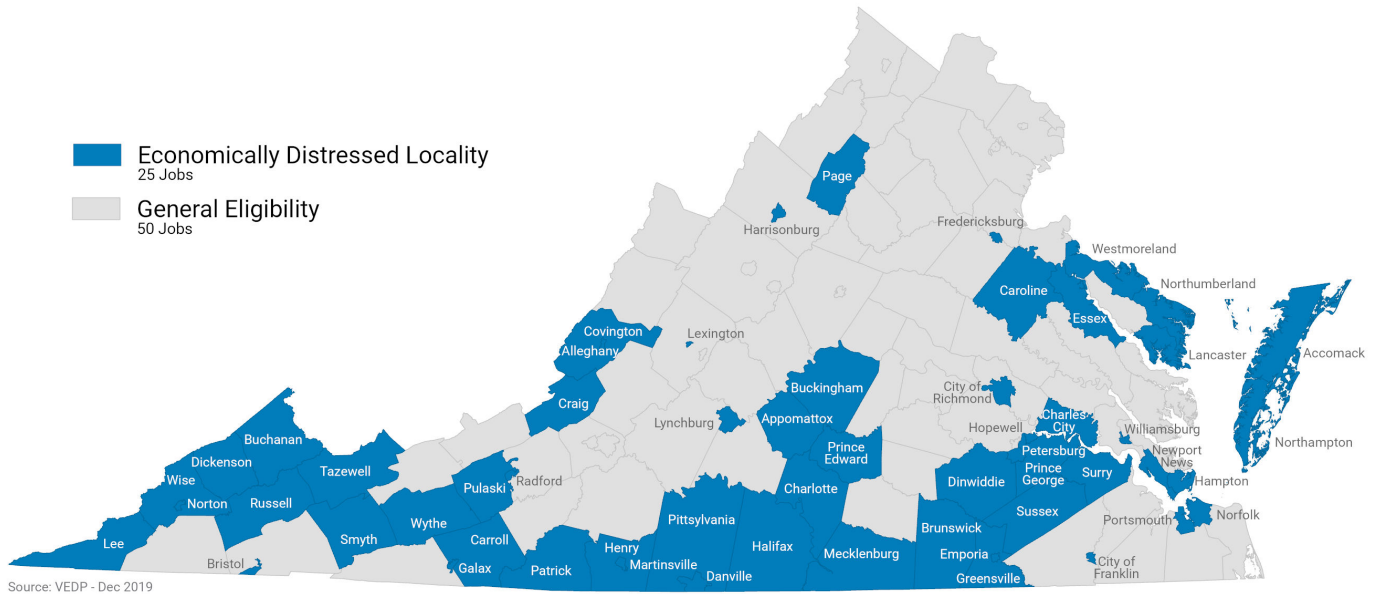 Economically Distressed Locality
25 Jobs
General Eligibility
50 Jobs
Page
Harrisonburg
Fredericksburg
Westmoreland
Northumberland
Caroline
Essex
Lancaster
Accomack
Northampton
Covington
Alleghany
Lexington
Craig
Buckingham
Appomattox
Lynchburg
Prince
Edward
City of
Richmond
Hopewell
Charles
City
Williamsburg
Petersburg
Newport
News
Prince
George
Surry
Hampton
Buchanan
Dickenson
Wise
Tazewell
Norton
Russell
Pulaski
Radford
Charlotte
Dinwiddie
Sussex
Portsmouth
Norfolk
Wythe
Pittsylvania
Brunswick
Lee
Smyth
Carroll
Henry
Halifax
Mecklenburg
Emporia
Bristol
Galax
Patrick
Martinsville
Danville
Greensville
City of
Franklin
Source: VEDP - Dec 2019